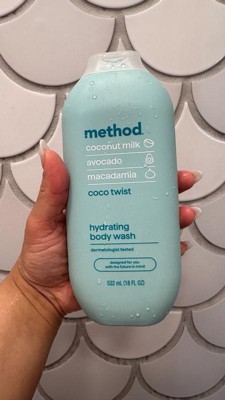 method.
coconut milk
avocado
macadamia
coco twist
hydrating
body wash
dermatologist tested
designed for you
with the future in mind
532 mL (18 FL OZ)